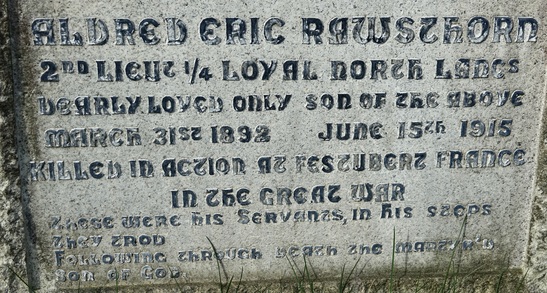 ALDRED ERIC RAWSTHORN
2ND LIEUT 1/4 LOYAL NORTH LANCS
DEARLY LOVED ONLY SON OF THE ABOVE
MARCH 31ST 1892 JUNE 15TH 1915
KILLED IN ACTION AT FESTUBERT FRANCE
IN THE GREAT WAR
THESE WERE HIS SERVANTS, IN HIS STEPS
THEY TROD
FOLLOWING THROUGH DEATH THE MARTYR'D
SON OF GOD